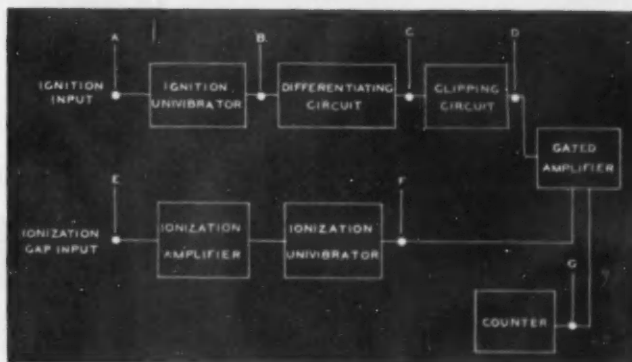 A
B
C
D
IGNITION
INPUT
IGNITION
UNIVIBRATOR
DIFFERENTIATING
CIRCUIT
CLIPPING
CIRCUIT
GATED
AMPLIFIER
E
F
IONIZATION
GAP INPUT
IONIZATION
AMPLIFIER
IONIZATION
UNIVIBRATOR
G
COUNTER